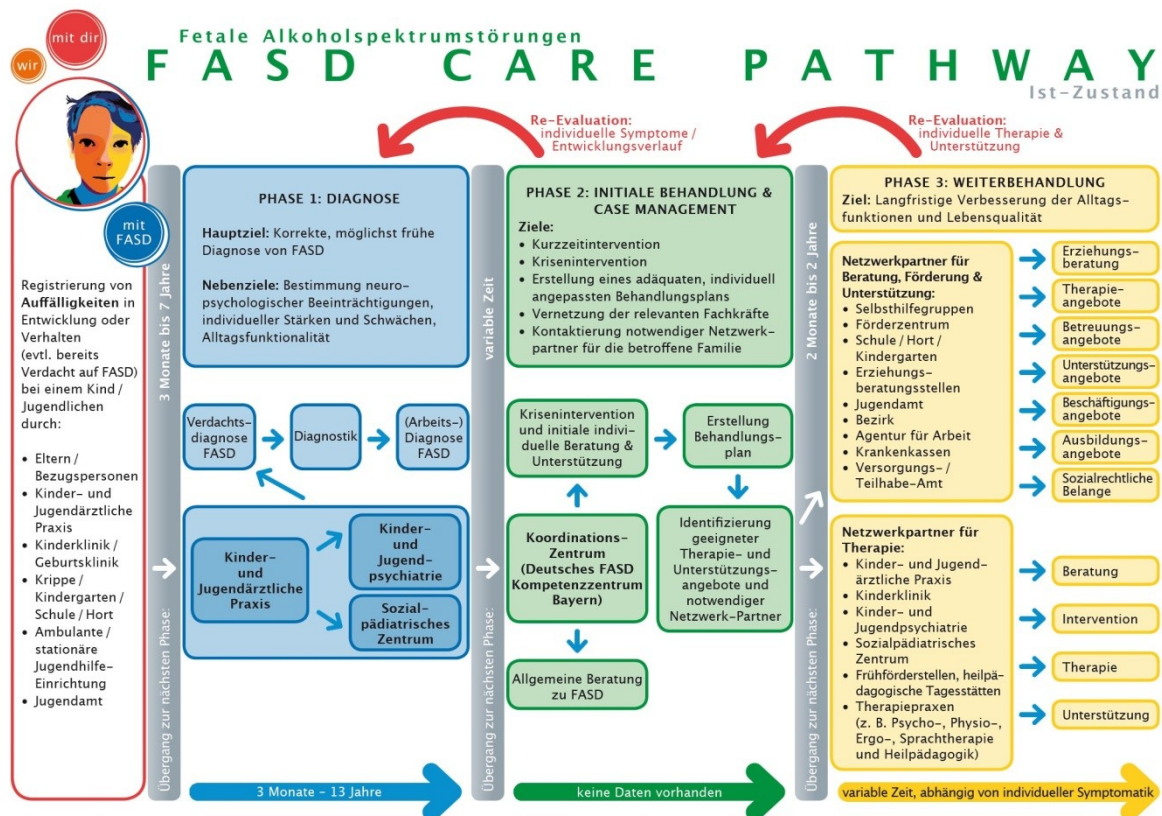 mit dir
wir
Fetale Alkoholspektrumstörungen
FASD CARE PATHWAY
Ist-Zustand
mit
FASD
Registrierung von
Auffälligkeiten in
Entwicklung oder
Verhalten
(evtl. bereits
Verdacht auf FASD)
bei einem Kind /
Jugendlichen
durch:
• Eltern /
Bezugspersonen
• Kinder- und
Jugendärztliche
Praxis
• Kinderklinik /
Geburtsklinik
• Krippe /
Kindergarten /
Schule / Hort
• Ambulante /
stationäre
Jugendhilfe-
Einrichtung
• Jugendamt
Übergang zur nächsten Phase:
3 Monate bis 7 Jahre
PHASE 1: DIAGNOSE
Hauptziel: Korrekte, möglichst frühe
Diagnose von FASD
Nebenziele: Bestimmung neuro-
psychologischer Beeinträchtigungen,
individueller Stärken und Schwächen,
Alltagsfunktionalität
Verdachts-
diagnose
FASD
Diagnostik
(Arbeits-)
Diagnose
FASD
Kinder-
und
Jugendärztliche
Praxis
Kinder-
und
Jugend-
psychiatrie
Sozial-
pädiatrisches
Zentrum
3 Monate – 13 Jahre
Re-Evaluation:
individuelle Symptome /
Entwicklungsverlauf
Übergang zur nächsten Phase:
variable Zeit
PHASE 2: INITIALE BEHANDLUNG &
CASE MANAGEMENT
Ziele:
• Kurzzeitintervention
• Krisenintervention
• Erstellung eines adäquaten, individuell
angepassten Behandlungsplans
• Vernetzung der relevanten Fachkräfte
• Kontaktierung notwendiger Netzwerk-
partner für die betroffene Familie
Krisenintervention
und initiale indivi-
duelle Beratung &
Unterstützung
Erstellung
Behandlungs-
plan
Koordinations-
Zentrum
(Deutsches FASD
Kompetenzzentrum
Bayern)
Identifizierung
geeigneter
Therapie- und
Unterstützungs-
angebote und
notwendiger
Netzwerk-Partner
Allgemeine Beratung
zu FASD
keine Daten vorhanden
Re-Evaluation:
individuelle Therapie &
Unterstützung
Übergang zur nächsten Phase:
2 Monate bis 2 Jahre
PHASE 3: WEITERBEHANDLUNG
Ziel: Langfristige Verbesserung der Alltags-
funktionen und Lebensqualität
Netzwerkpartner für
Beratung, Förderung &
Unterstützung:
• Selbsthilfegruppen
• Förderzentrum
• Schule / Hort /
Kindergarten
• Erziehungs-
beratungsstellen
• Jugendamt
• Bezirk
• Agentur für Arbeit
• Krankenkassen
• Versorgungs- /
Teilhabe-Amt
Erziehungs-
beratung
Therapie-
angebote
Betreuungs-
angebote
Unterstützungs-
angebote
Beschäftigungs-
angebote
Ausbildungs-
angebote
Sozialrechtliche
Belange
Netzwerkpartner für
Therapie:
• Kinder- und Jugend-
ärztliche Praxis
• Kinderklinik
• Kinder- und
Jugendpsychiatrie
• Sozialpädiatrisches
Zentrum
• Frühförderstellen, heilpä-
dagogische Tagesstätten
• Therapiepraxen
(z. B. Psycho-, Physio-,
Ergo-, Sprachtherapie
und Heilpädagogik)
Beratung
Intervention
Therapie
Unterstützung
variable Zeit, abhängig von individueller Symptomatik